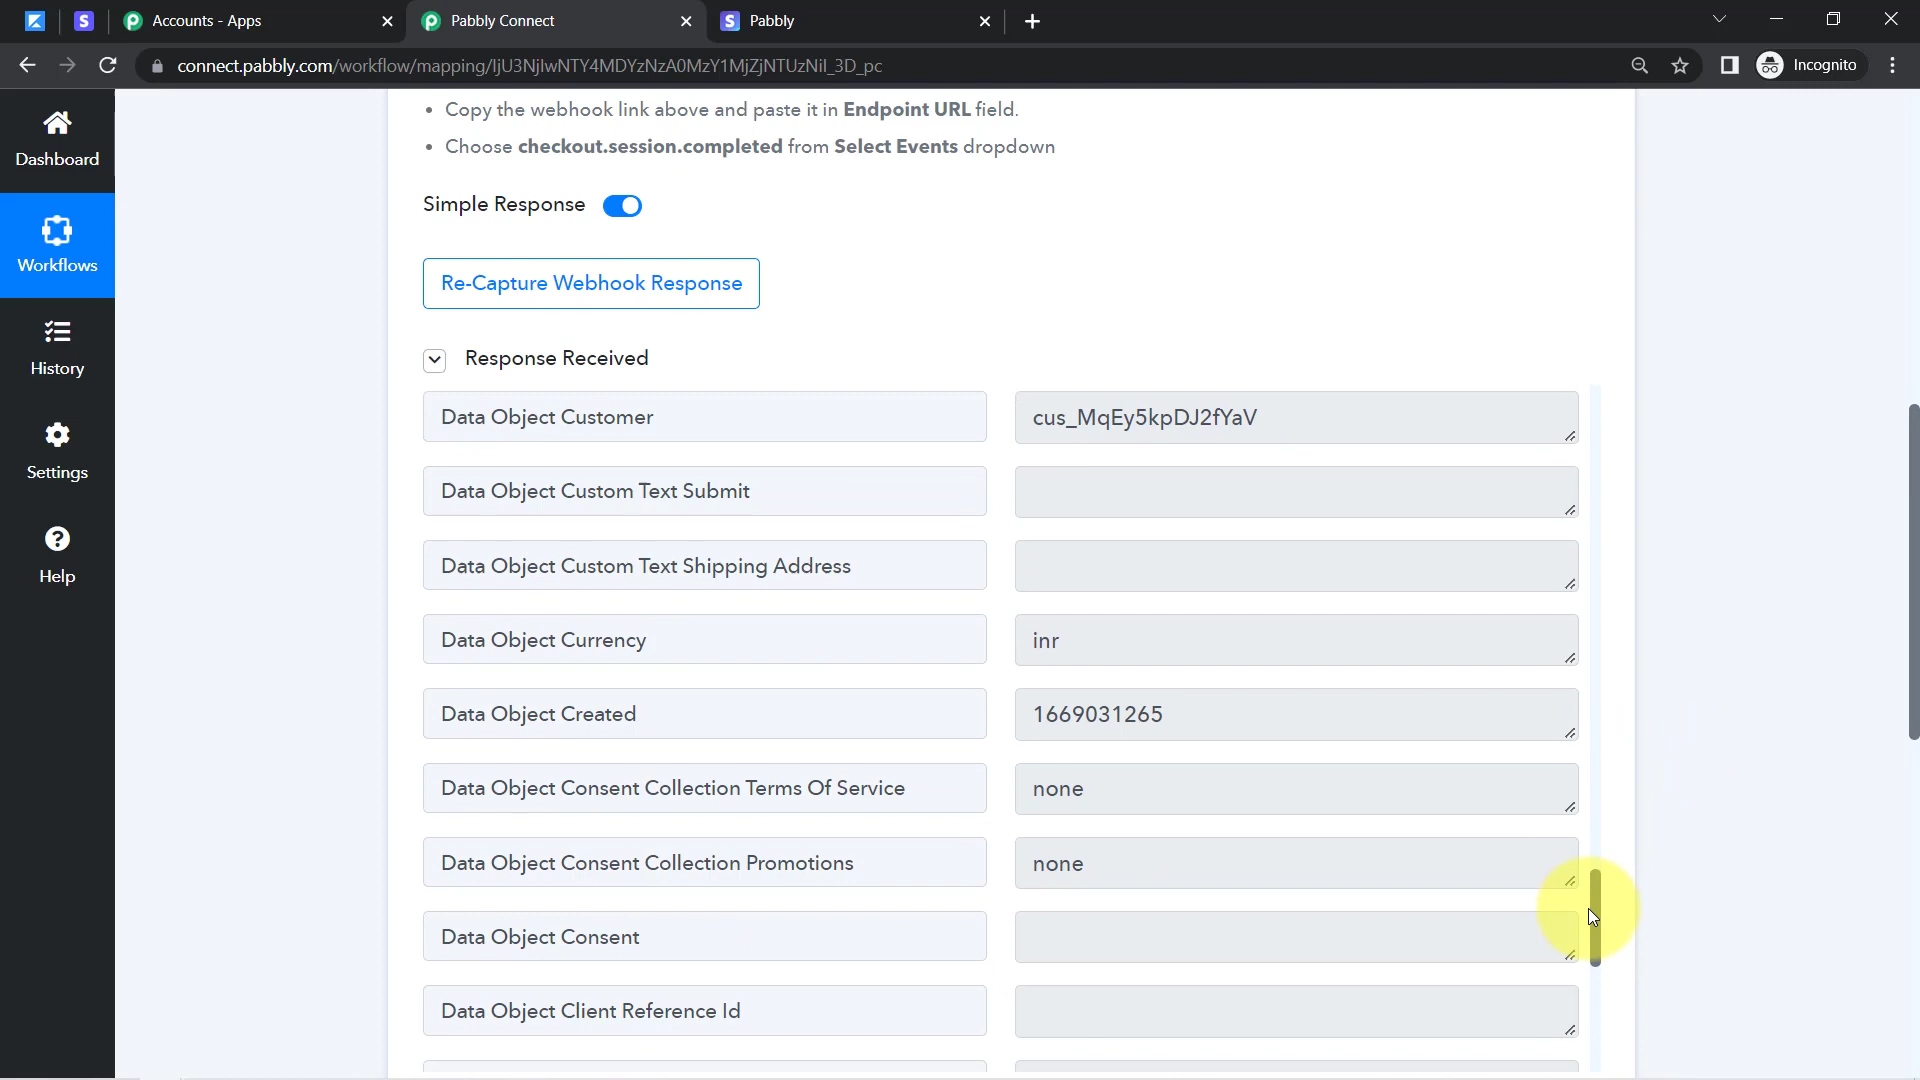 Accounts - Apps
Pabbly Connect
Pabbly
connect.pabbly.com/workflow/mapping/IjU3NjIwNTY4MDYzNzA0MzY1MjZjNTUzNiI_3D_pc
Incognito
Dashboard
Workflows
History
Settings
Help
Copy the webhook link above and paste it in Endpoint URL field.
Choose checkout.session.completed from Select Events dropdown
Simple Response
Re-Capture Webhook Response
Response Received
Data Object Customer
cus_MqEy5kpDJ2fYaV
Data Object Custom Text Submit
Data Object Custom Text Shipping Address
Data Object Currency
inr
Data Object Created
1669031265
Data Object Consent Collection Terms Of Service
none
Data Object Consent Collection Promotions
none
Data Object Consent
Data Object Client Reference Id